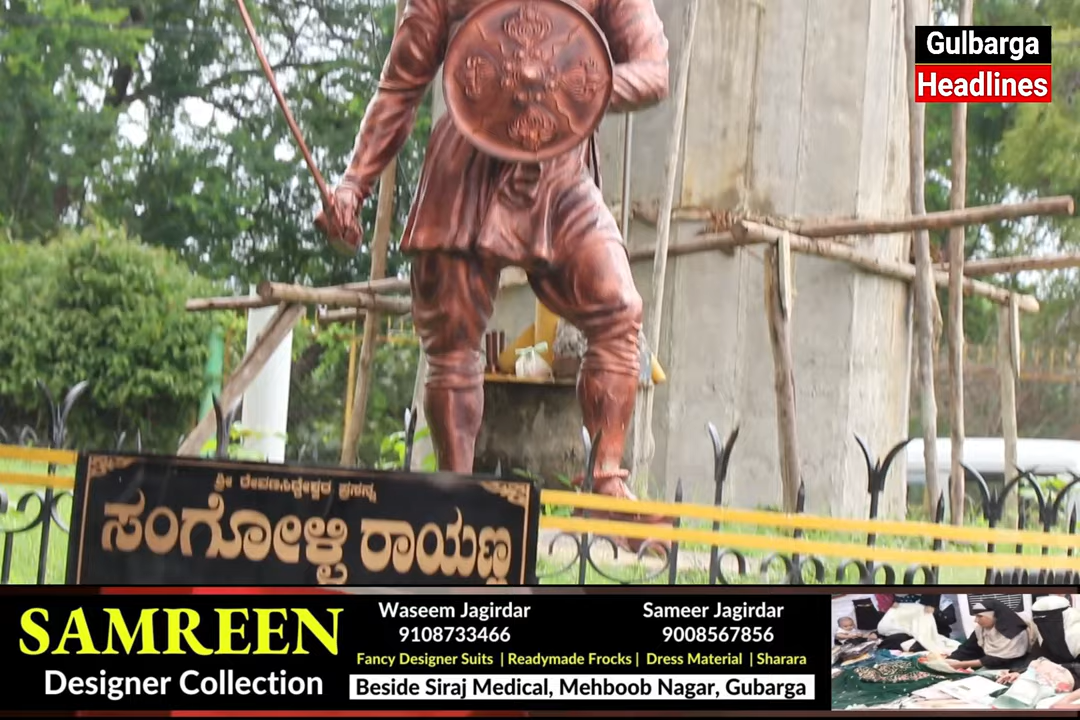 Gulbarga
Headlines
ಶ್ರೀ ರೇವಣಸಿದ್ದೇಶ್ವರ ಪ್ರಸನ್ನ
ಸಂಗೋಳ್ಳಿ ರಾಯಣ್ಣ
SAMREEN
Designer Collection
Waseem Jagirdar
9108733466
Sameer Jagirdar
9008567856
Fancy Designer Suits | Readymade Frocks | Dress Material | Sharara
Beside Siraj Medical, Mehboob Nagar, Gubarga